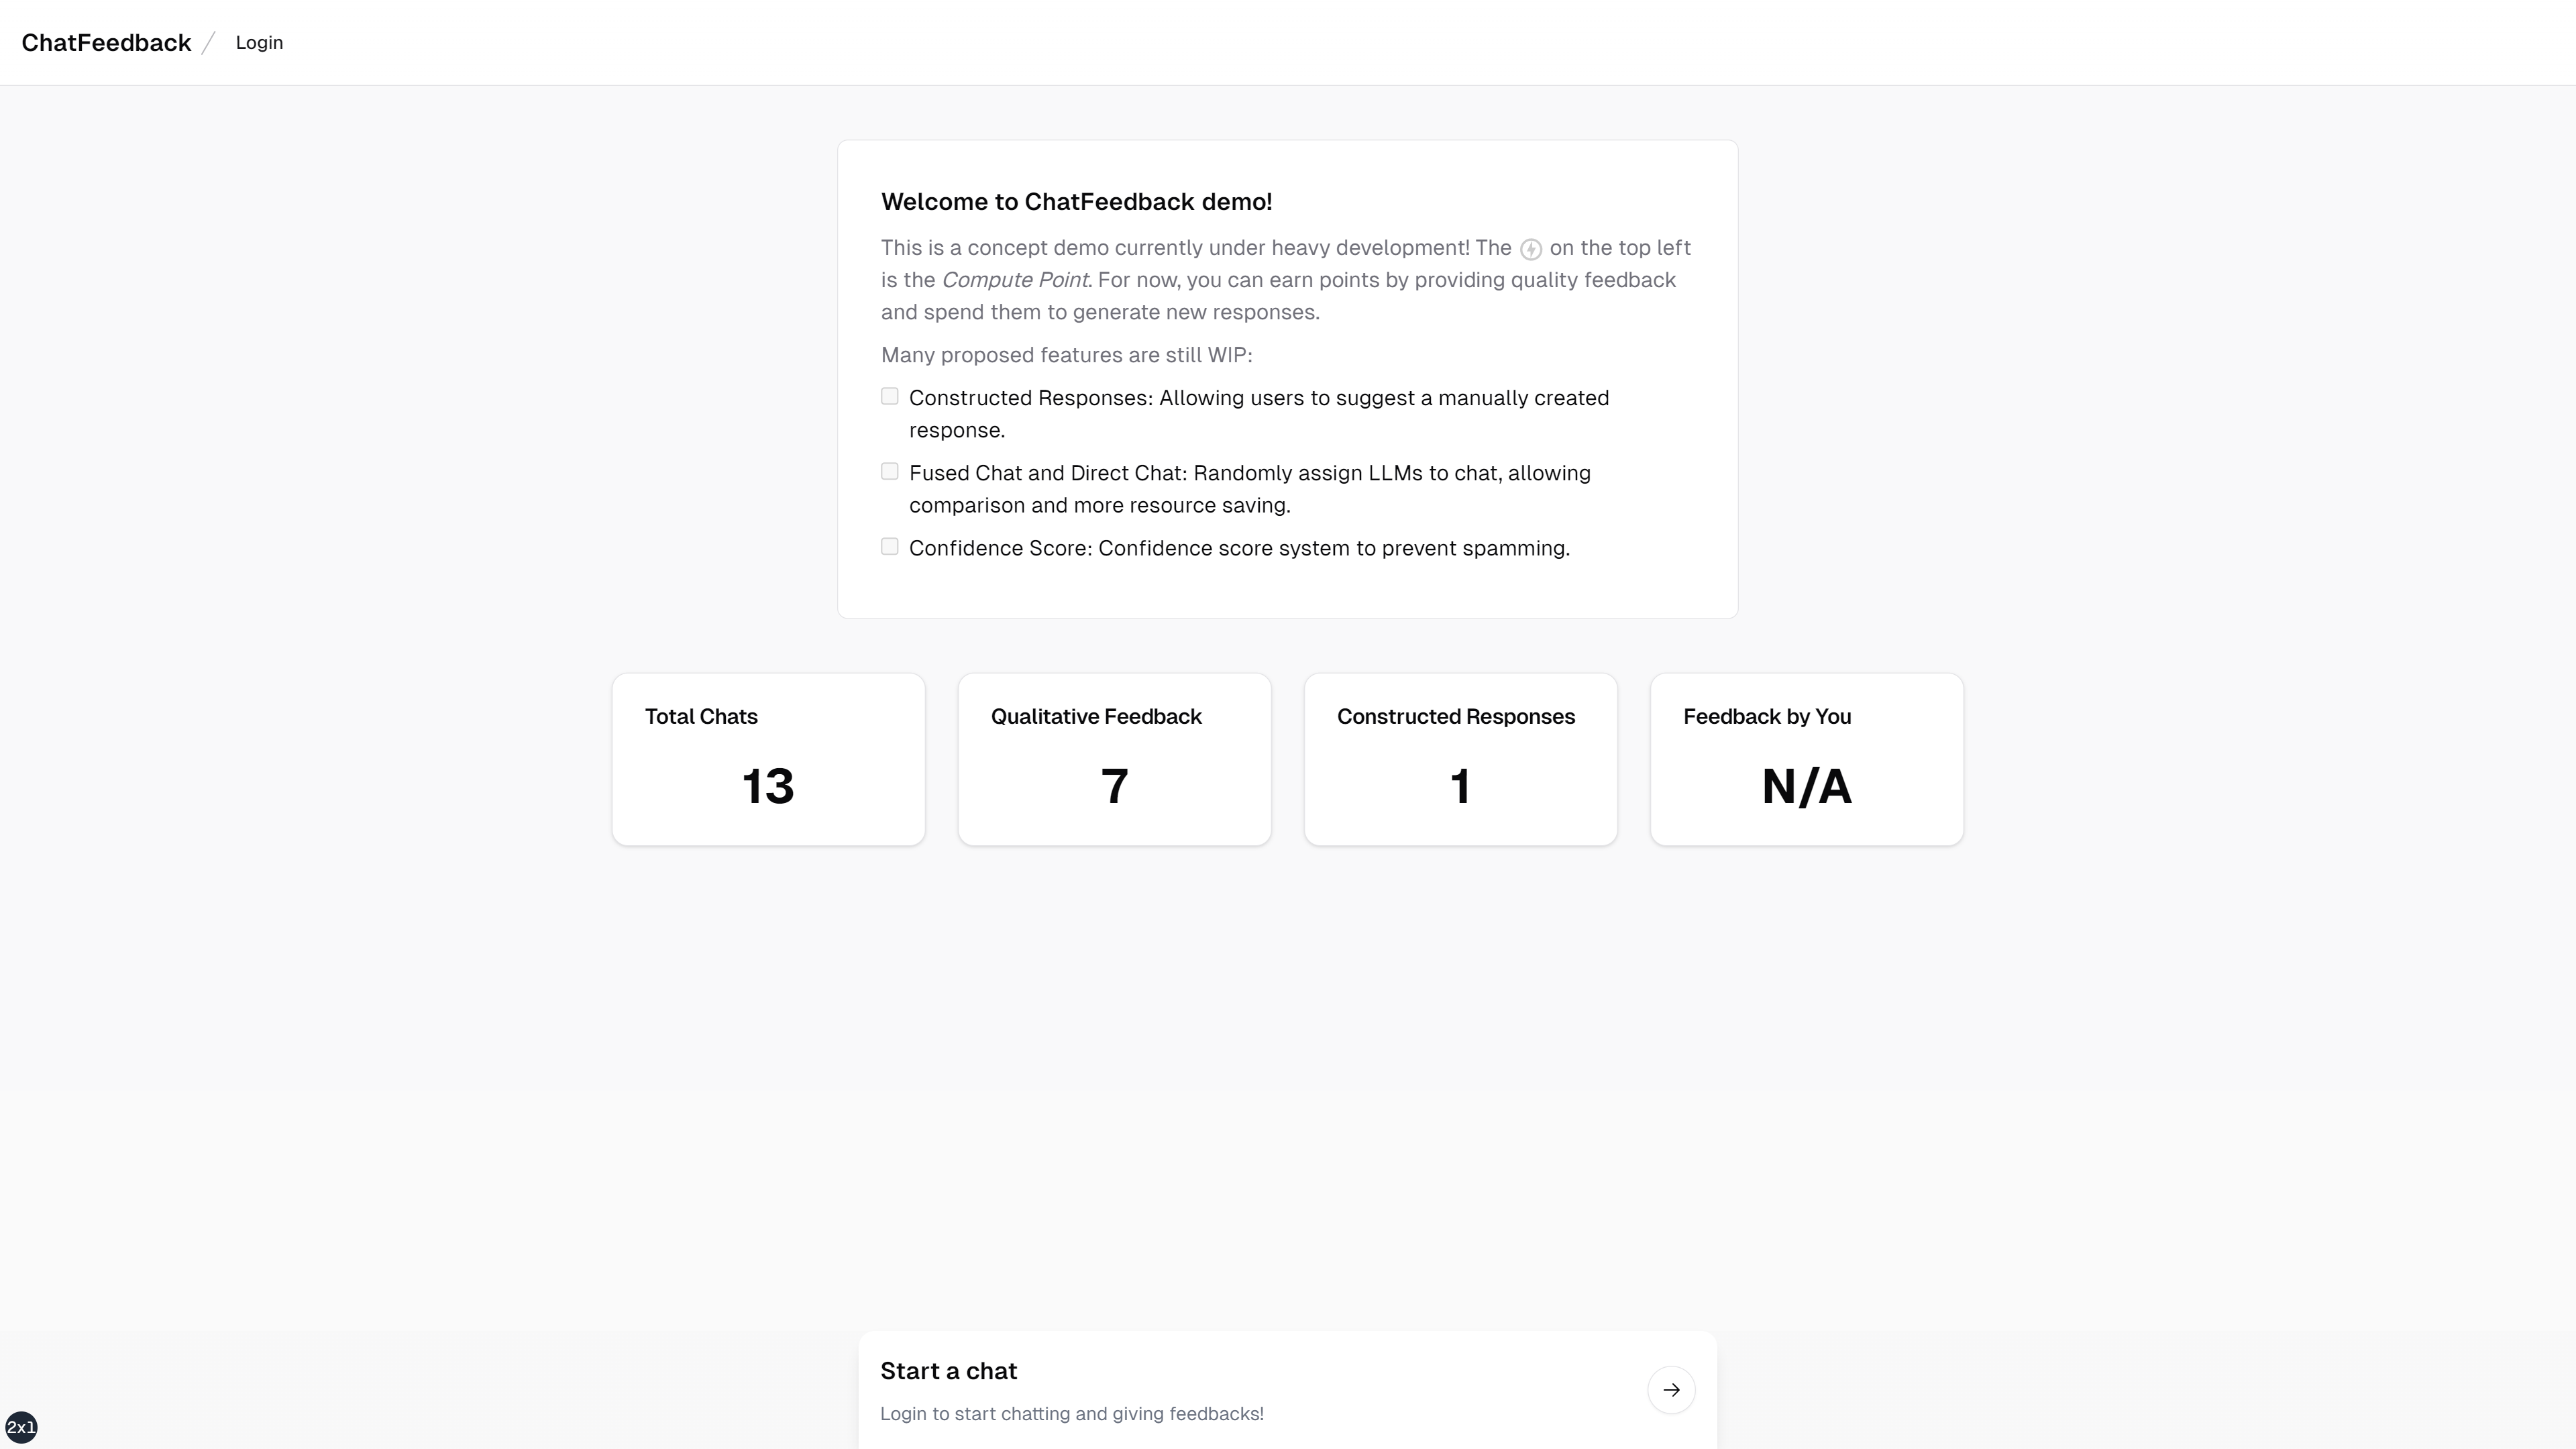 ChatFeedback / Login
Welcome to ChatFeedback demo!
This is a concept demo currently under heavy development! The on the top left
is the Compute Point. For now, you can earn points by providing quality feedback
and spend them to generate new responses.
Many proposed features are still WIP:
Constructed Responses: Allowing users to suggest a manually created
response.
Fused Chat and Direct Chat: Randomly assign LLMs to chat, allowing
comparison and more resource saving.
Confidence Score: Confidence score system to prevent spamming.
Total Chats
13
Qualitative Feedback
7
Constructed Responses
1
Feedback by You
N/A
Start a chat
Login to start chatting and giving feedbacks!
2xl